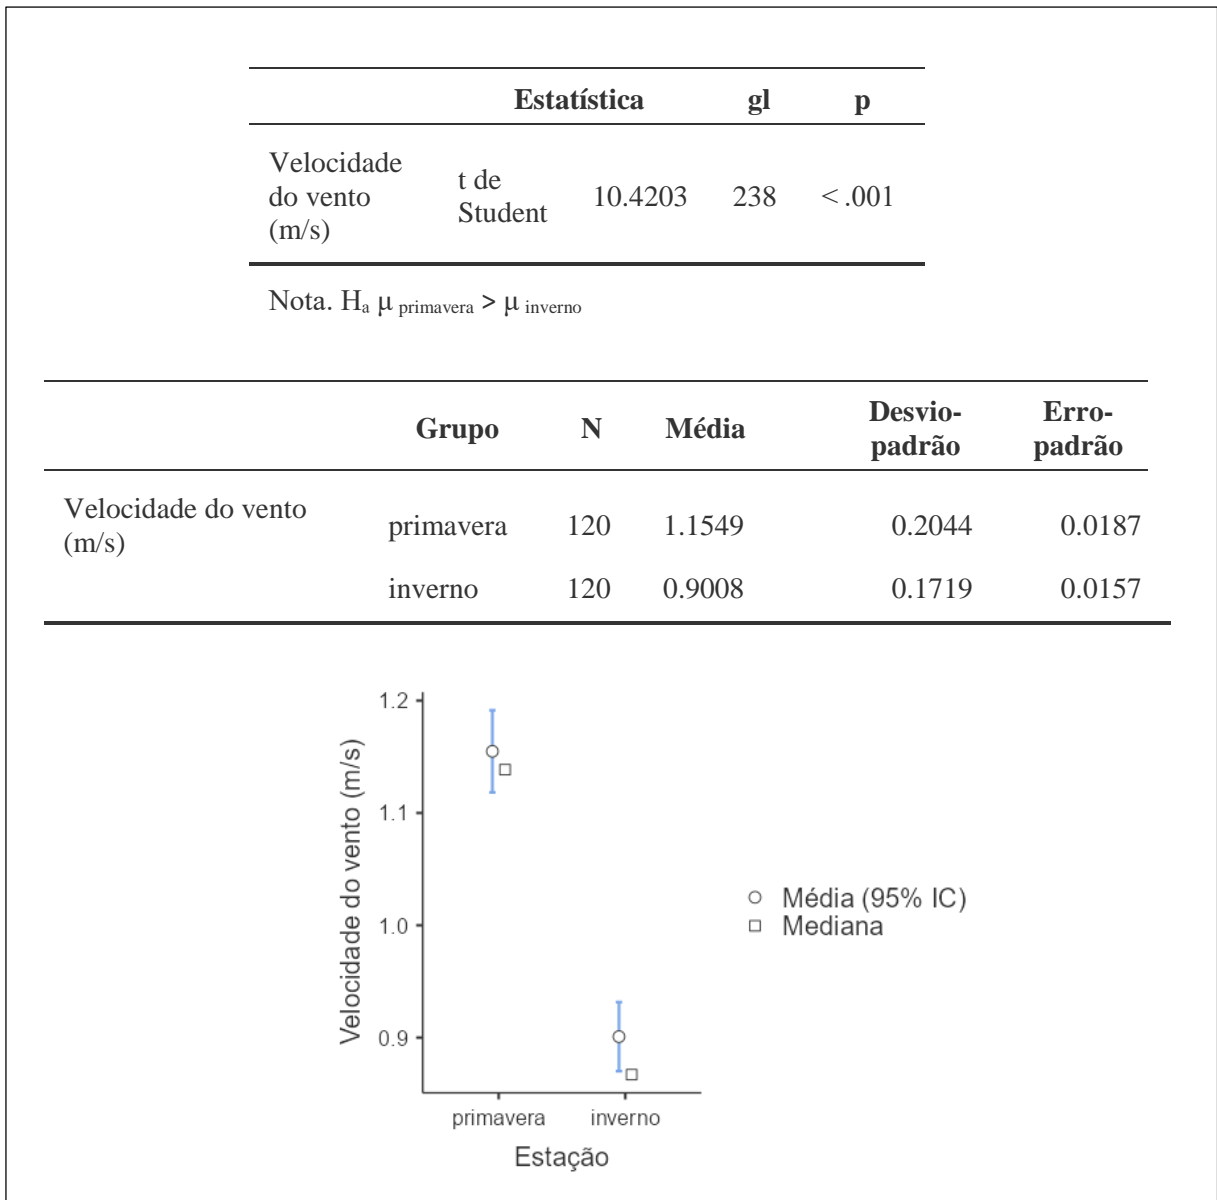 Estatística gl p
Velocidade do vento (m/s) t de Student 10.4203 238 < .001
Nota. Ha μ primavera > μ inverno
Grupo N Média Desvio-padrão Erro-padrão
Velocidade do vento (m/s) primavera 120 1.1549 0.2044 0.0187
inverno 120 0.9008 0.1719 0.0157
Velocidade do vento (m/s)
1.2
1.1
1.0
0.9
primavera inverno
Estação
Média (95% IC)
Mediana